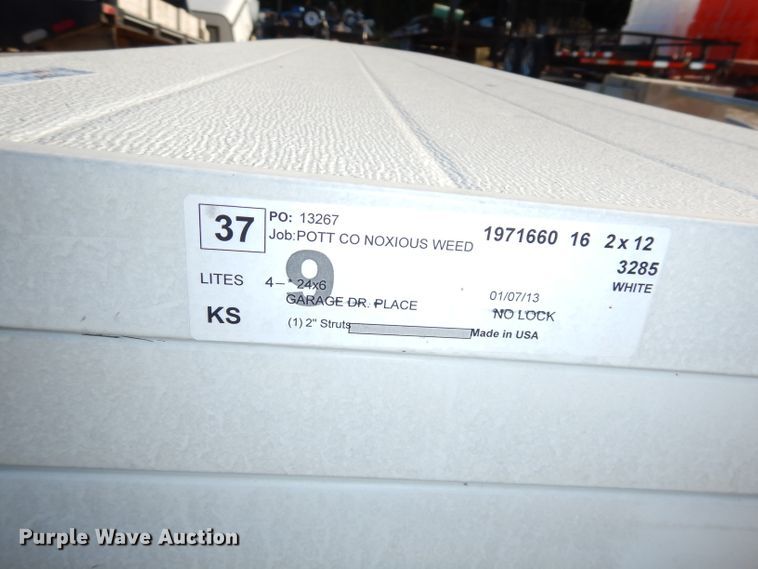 37
PO: 13267
Job:POTT CO NOXIOUS WEED
1971660 16 2 x 12
3285
WHITE
9
LITES 4– * 24x6
GARAGE DR. PLACE
01/07/13
NO LOCK
KS
(1) 2" Struts
Made in USA
Purple Wave Auction®